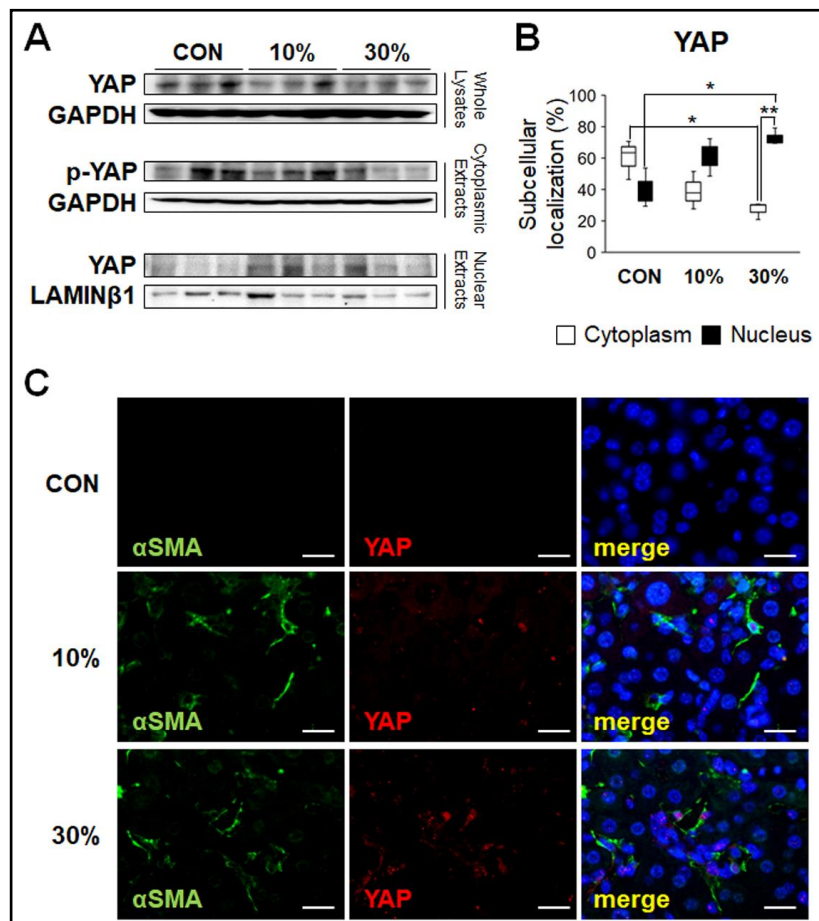 A
CON 10% 30%
YAP
GAPDH
Whole
Lysates
p-YAP
GAPDH
Cytoplasmic
Extracts
YAP
LAMINβ1
Nuclear
Extracts
B
YAP
Subcellular
localization (%)
100
80
60
40
20
0
*
*
**
CON 10% 30%
Cytoplasm Nucleus
C
CON
αSMA YAP merge
10%
αSMA YAP merge
30%
αSMA YAP merge